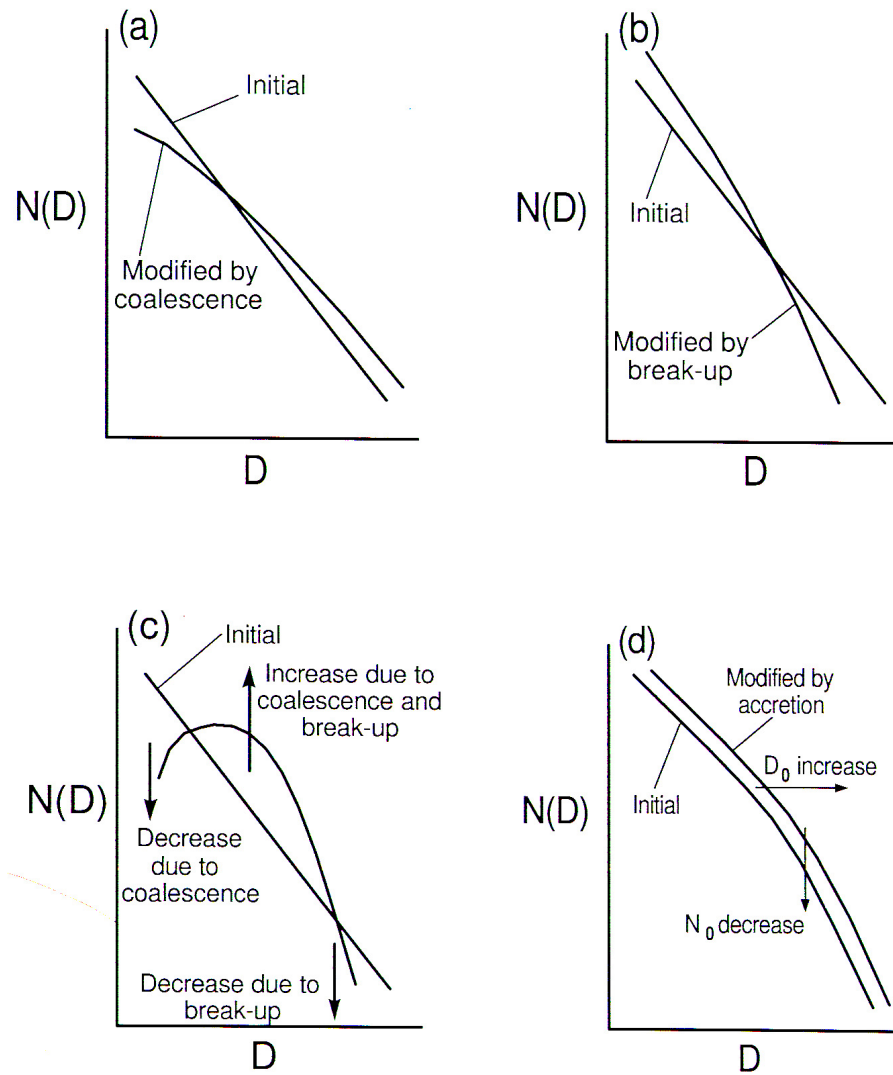 (a)
Initial
N(D)
Modified by
coalescence
D
(b)
N(D)
Initial
Modified by
break-up
D
(c)
Initial
Increase due to
coalescence and
break-up
N(D)
Decrease
due to
coalescence
Decrease due to
break-up
D
(d)
Modified by
accretion
D₀ increase
Initial
N(D)
N₀ decrease
D